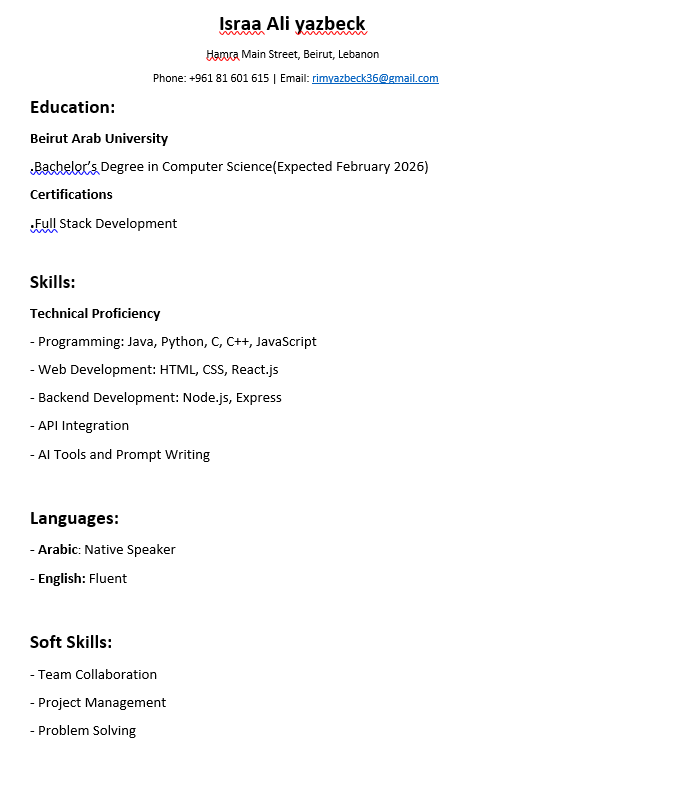 Israa Ali yazbeck
Hamra Main Street, Beirut, Lebanon
Phone: +961 81 601 615 | Email: rimyazbeck36@gmail.com
Education:
Beirut Arab University
.Bachelor’s Degree in Computer Science(Expected February 2026)
Certifications
.Full Stack Development
Skills:
Technical Proficiency
- Programming: Java, Python, C, C++, JavaScript
- Web Development: HTML, CSS, React.js
- Backend Development: Node.js, Express
- API Integration
- AI Tools and Prompt Writing
Languages:
- Arabic: Native Speaker
- English: Fluent
Soft Skills:
- Team Collaboration
- Project Management
- Problem Solving